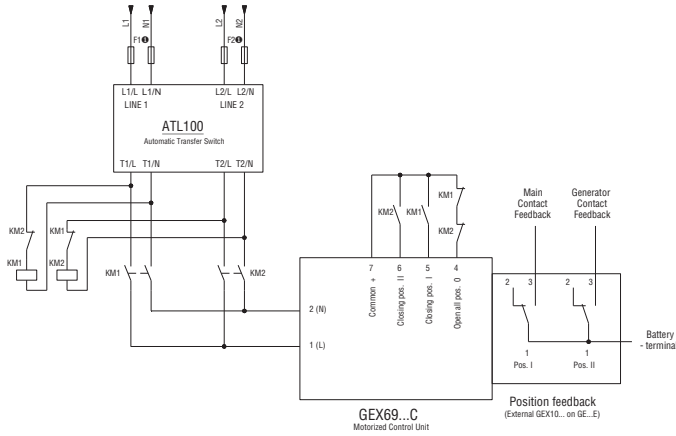 L1 N1 L2 N2
F1❶ F2❶
L1/L L1/N L2/L L2/N
LINE 1 LINE 2
ATL100
Automatic Transfer Switch
T1/L T1/N T2/L T2/N
KM2 KM1
KM1 KM2
KM1 KM2
KM1
KM2 KM1
KM2
Main
Contact
Feedback
Generator
Contact
Feedback
7 6 5 4
Common +
Closing pos. II
Closing pos. I
Open all pos. 0
2 (N)
1 (L)
2 3 2 3
1 1
Pos. I Pos. II
Battery
- terminal
GEX69...C
Motorized Control Unit
Position feedback
(External GEX10... on GE...E)